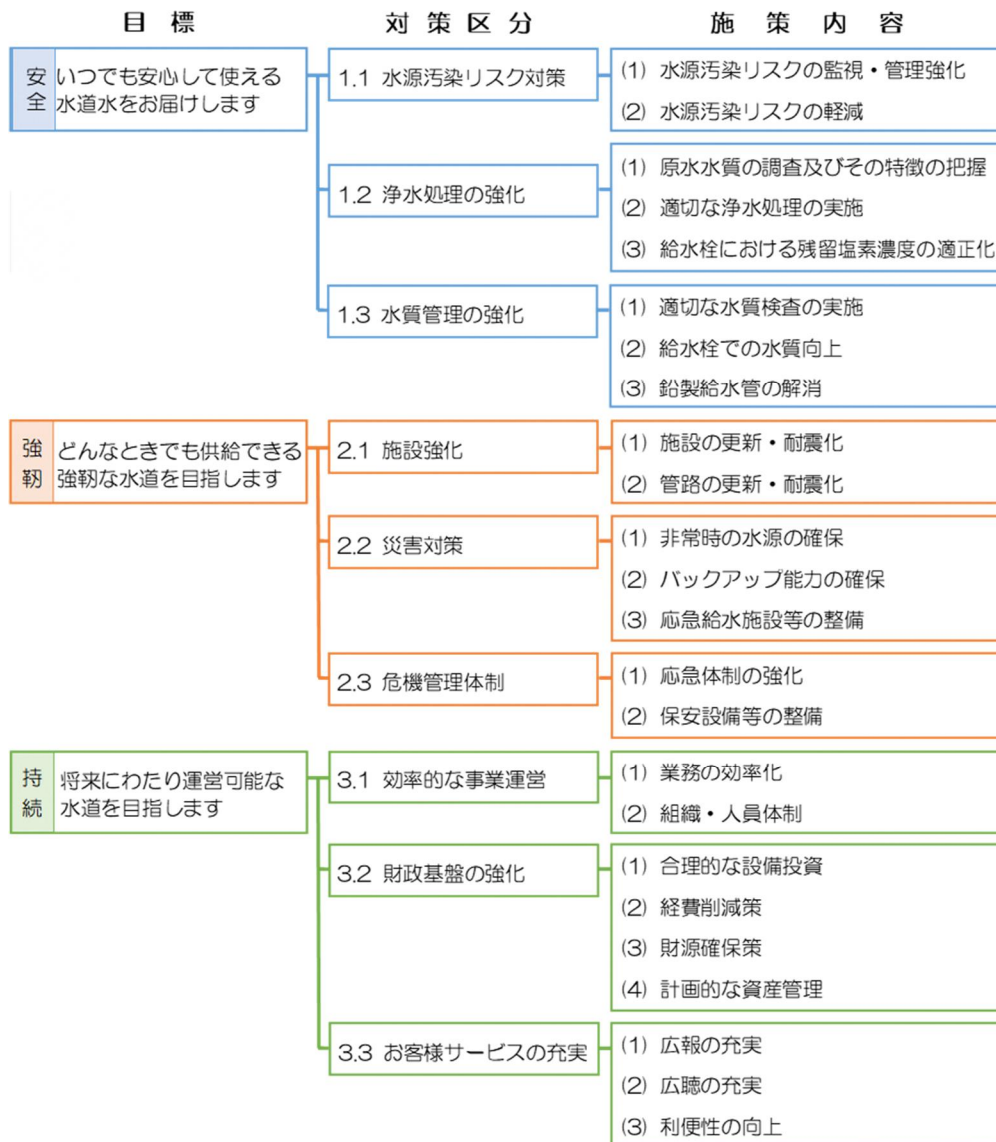 目標 対策区分 施策内容
安全
いつでも安心して使える
水道水をお届けします
1.1 水源汚染リスク対策
(1) 水源汚染リスクの監視・管理強化
(2) 水源汚染リスクの軽減
1.2 浄水処理の強化
(1) 原水水質の調査及びその特徴の把握
(2) 適切な浄水処理の実施
(3) 給水栓における残留塩素濃度の適正化
1.3 水質管理の強化
(1) 適切な水質検査の実施
(2) 給水栓での水質向上
(3) 鉛製給水管の解消
強靭
どんなときでも供給できる
強靭な水道を目指します
2.1 施設強化
(1) 施設の更新・耐震化
(2) 管路の更新・耐震化
2.2 災害対策
(1) 非常時の水源の確保
(2) バックアップ能力の確保
(3) 応急給水施設等の整備
2.3 危機管理体制
(1) 応急体制の強化
(2) 保安設備等の整備
持続
将来にわたり運営可能な
水道を目指します
3.1 効率的な事業運営
(1) 業務の効率化
(2) 組織・人員体制
3.2 財政基盤の強化
(1) 合理的な設備投資
(2) 経費削減策
(3) 財源確保策
(4) 計画的な資産管理
3.3 お客様サービスの充実
(1) 広報の充実
(2) 広聴の充実
(3) 利便性の向上